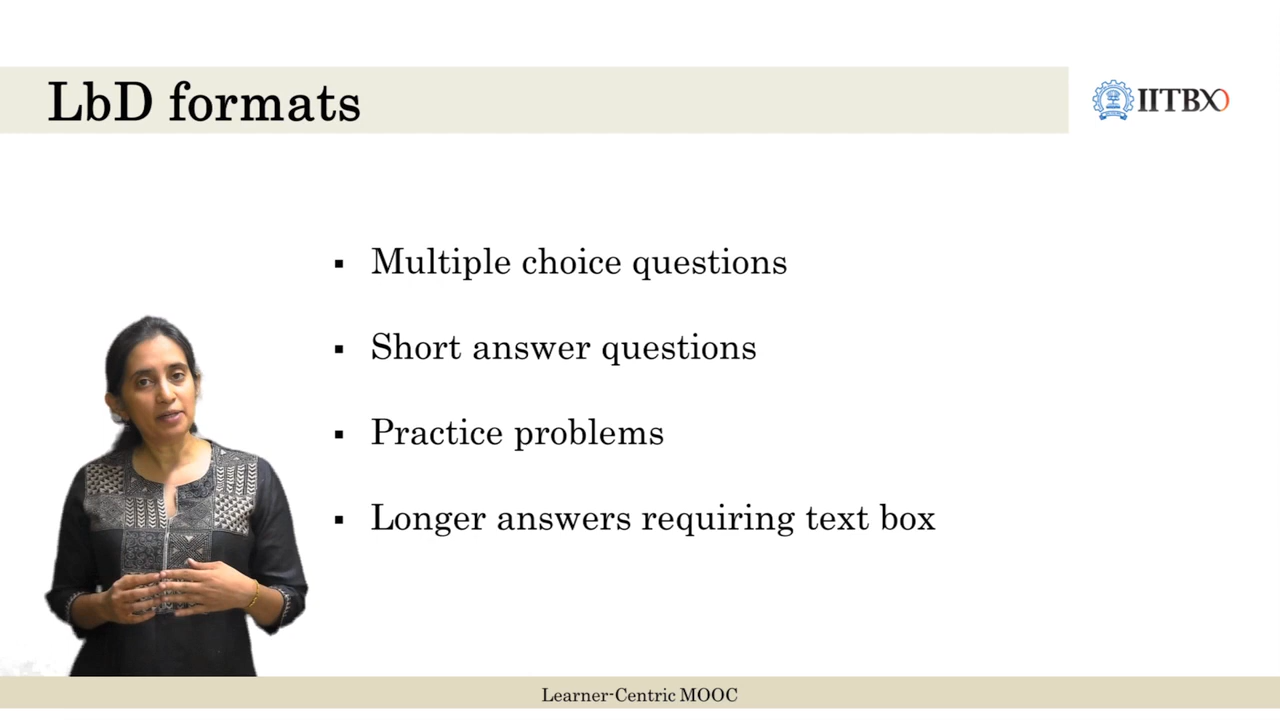 LbD formats
IITBX
Multiple choice questions
Short answer questions
Practice problems
Longer answers requiring text box
Learner-Centric MOOC